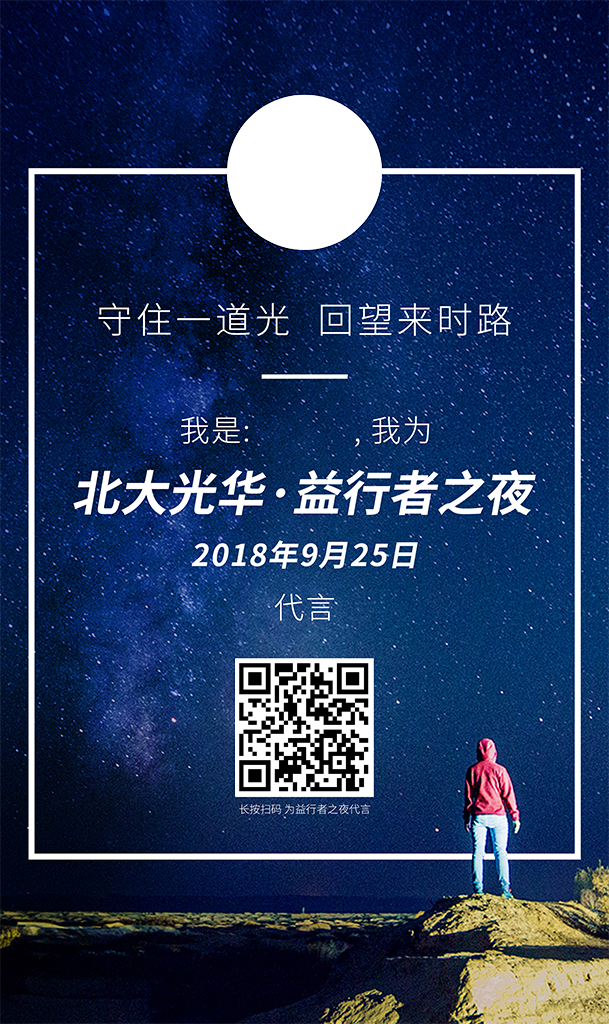 守住一道光 回望来时路
我是: , 我为
北大光华·益行者之夜
2018年9月25日
代言
长按扫码 为益行者之夜代言